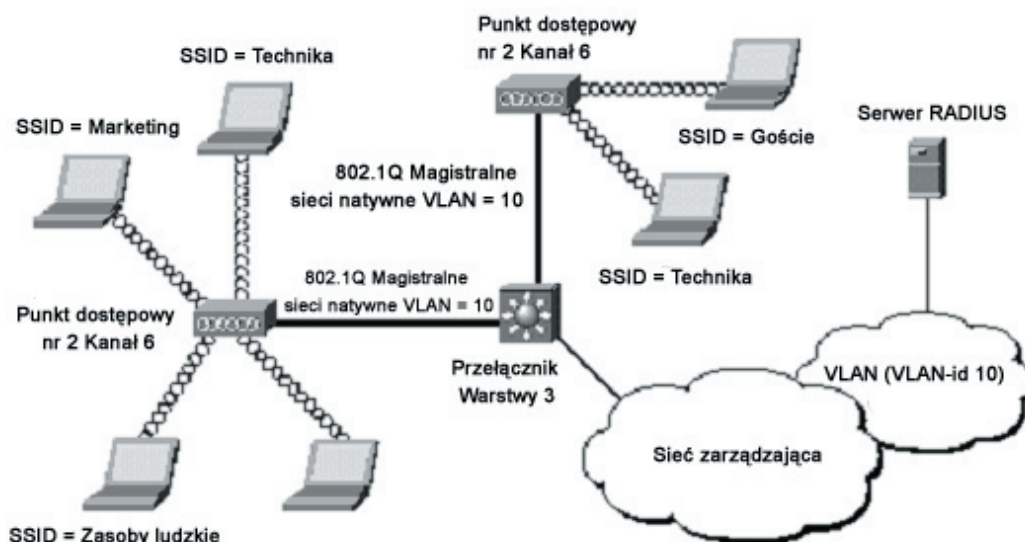 Punkt dostępowy
nr 2 Kanał 6
SSID = Technika
SSID = Marketing
SSID = Goście
Serwer RADIUS
802.1Q Magistralne
sieci natywne VLAN = 10
SSID = Technika
802.1Q Magistralne
sieci natywne VLAN = 10
Punkt dostępowy
nr 2 Kanał 6
Przełącznik
Warstwy 3
VLAN (VLAN-id 10)
Sieć zarządzająca
SSID = Zasoby ludzkie